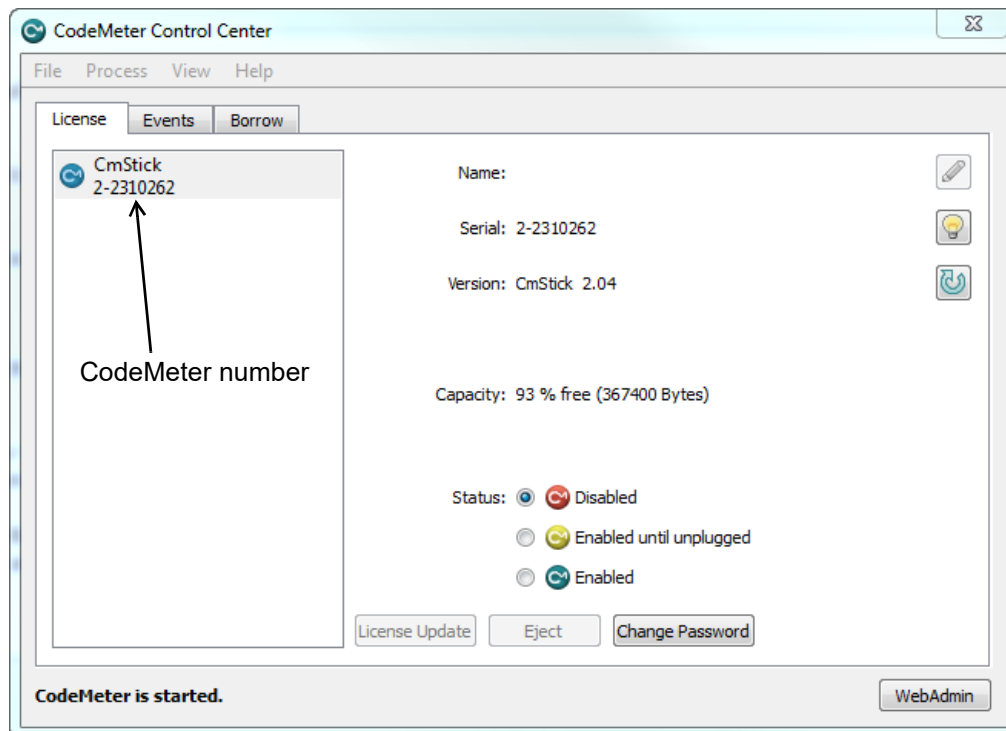 CodeMeter Control Center
File Process View Help
License Events Borrow
CmStick
2-2310262
CodeMeter number
Name:
Serial: 2-2310262
Version: CmStick 2.04
Capacity: 93 % free (367400 Bytes)
Status: Disabled
Enabled until unplugged
Enabled
License Update Eject Change Password
CodeMeter is started. WebAdmin